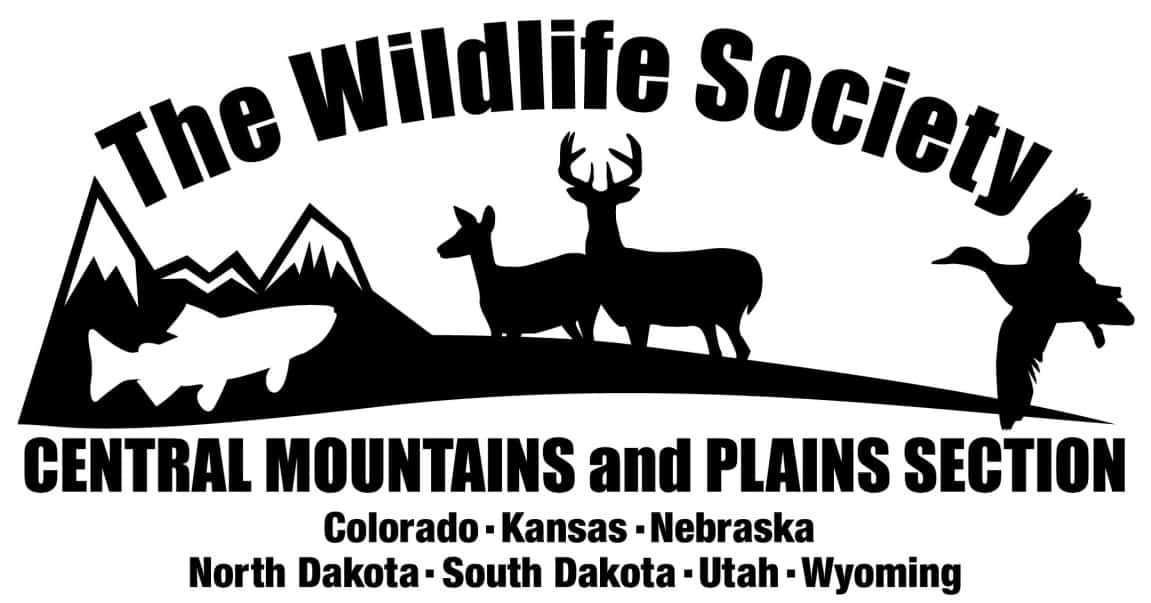 The Wildlife Society
CENTRAL MOUNTAINS and PLAINS SECTION
Colorado · Kansas · Nebraska
North Dakota · South Dakota · Utah · Wyoming